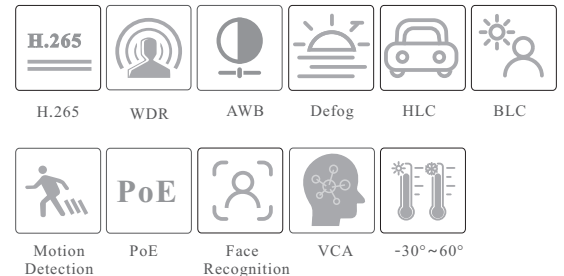 H.265
H.265 WDR AWB Defog HLC BLC
PoE
Motion Detection PoE Face Recognition VCA -30°~60°